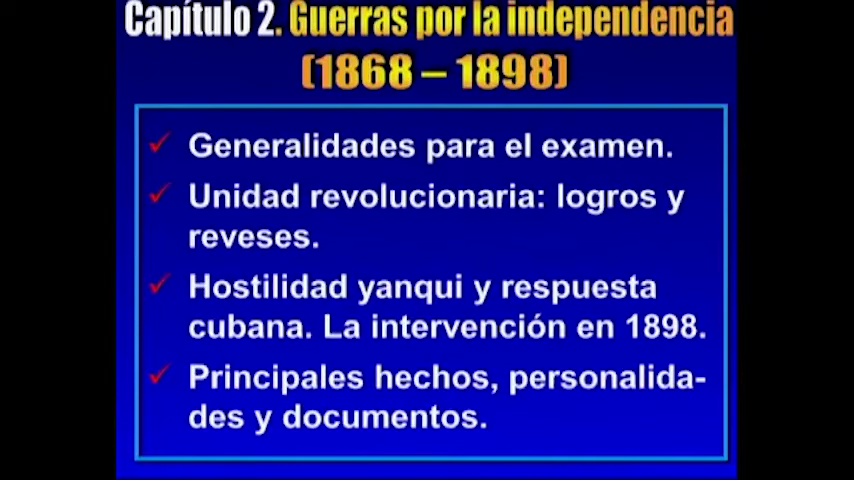 Capítulo 2. Guerras por la independencia
(1868 – 1898)
✓ Generalidades para el examen.
✓ Unidad revolucionaria: logros y
reveses.
✓ Hostilidad yanqui y respuesta
cubana. La intervención en 1898.
✓ Principales hechos, personalida-
des y documentos.